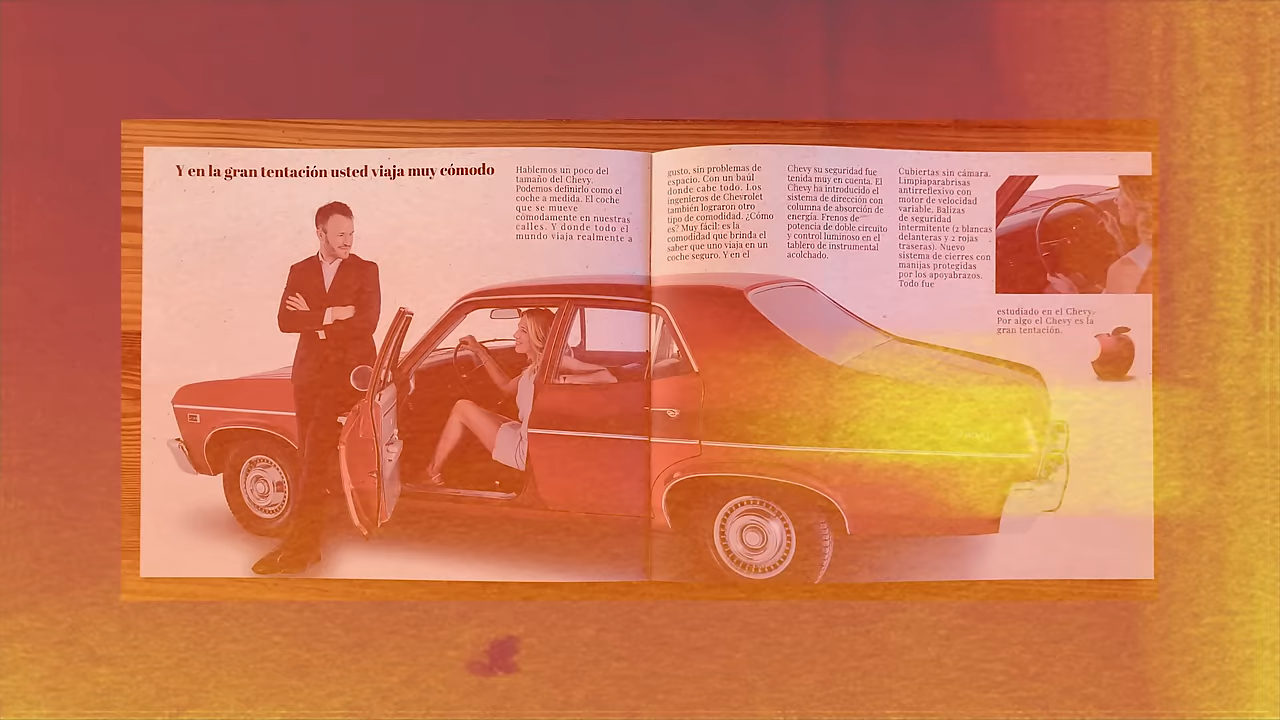 Y en la gran tentación usted viaja muy cómodo
Hablemos un poco del
tamaño del Chevy.
Podemos definirlo como el
coche a medida. El coche
que se mueve
cómodamente en nuestras
calles. Y donde todo el
mundo viaja realmente a
gusto, sin problemas de
espacio. Con un baúl
donde cabe todo. Los
ingenieros de Chevrolet
también lograron otro
tipo de comodidad. ¿Cómo
es? Muy fácil: es la
comodidad que brinda el
saber que uno viaja en un
coche seguro. Y en el
Chevy su seguridad fue
tenida muy en cuenta. El
Chevy ha introducido el
sistema de dirección con
columna de absorción de
energía. Frenos de
potencia de doble circuito
y control luminoso en el
tablero de instrumental
acolchado.
Cubiertas sin cámara.
Limpiaparabrisas
antirreflexivo con
motor de velocidad
variable. Balizas
de seguridad
intermitente (2 blancas
delanteras y 2 rojas
traseras). Nuevo
sistema de cierres con
manijas protegidas
por los apoyabrazos.
Todo fue
estudiado en el Chevy.
Por algo el Chevy es la
gran tentación.